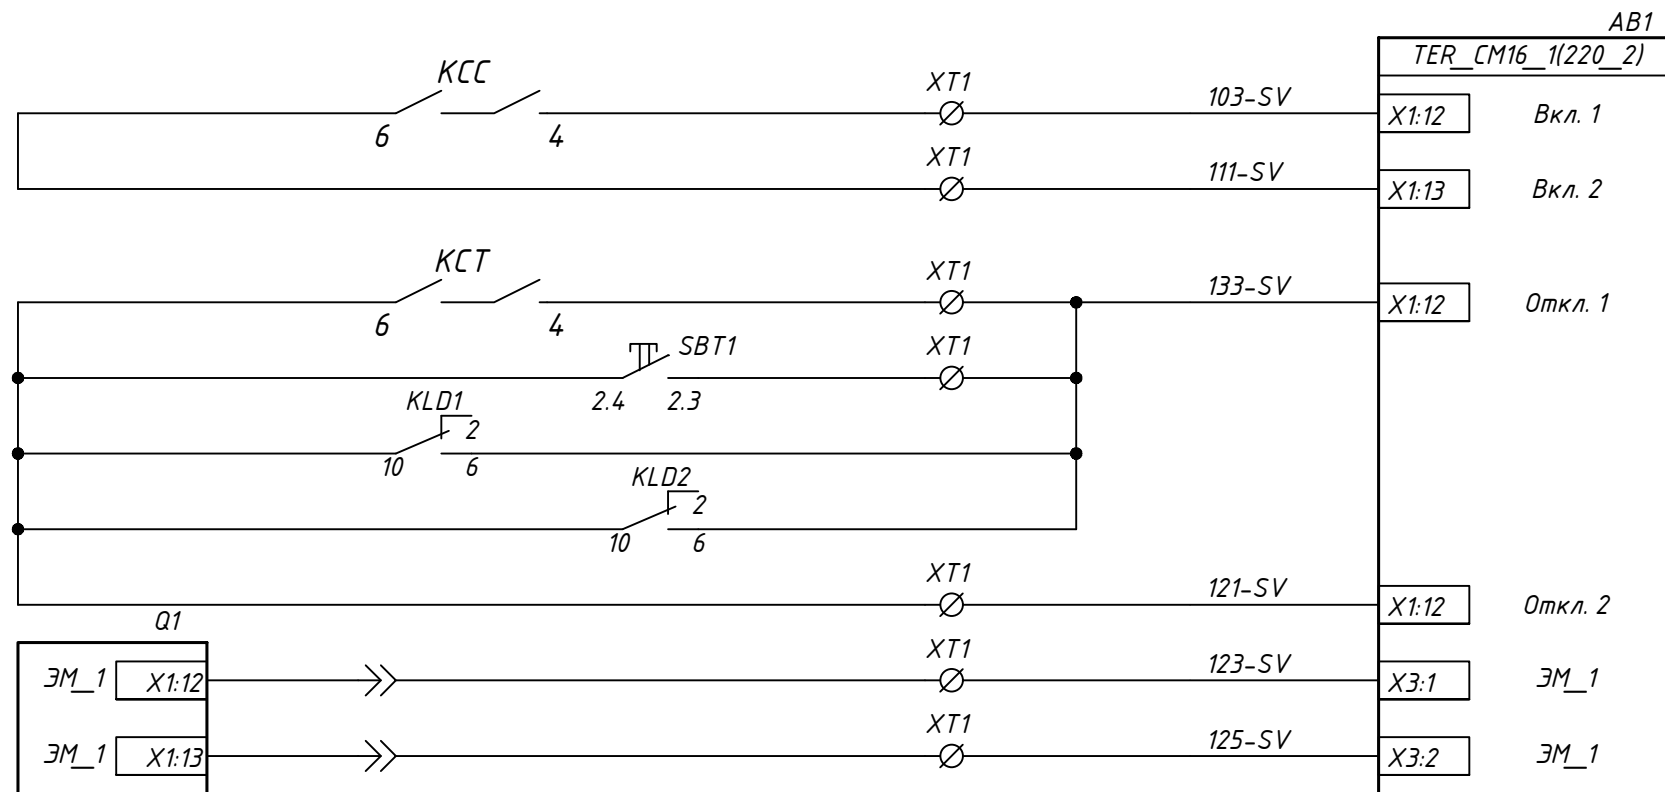 AB1
TER_CM16_1(220_2)
KCC
XT1
103-SV
X1:12
Вкл. 1
6
4
XT1
111-SV
X1:13
Вкл. 2
KCT
XT1
133-SV
X1:12
Откл. 1
6
4
SBT1
XT1
2.4
2.3
KLD1
2
10
6
KLD2
2
10
6
XT1
121-SV
X1:12
Откл. 2
Q1
ЭМ_1
X1:12
XT1
123-SV
X3:1
ЭМ_1
ЭМ_1
X1:13
XT1
125-SV
X3:2
ЭМ_1